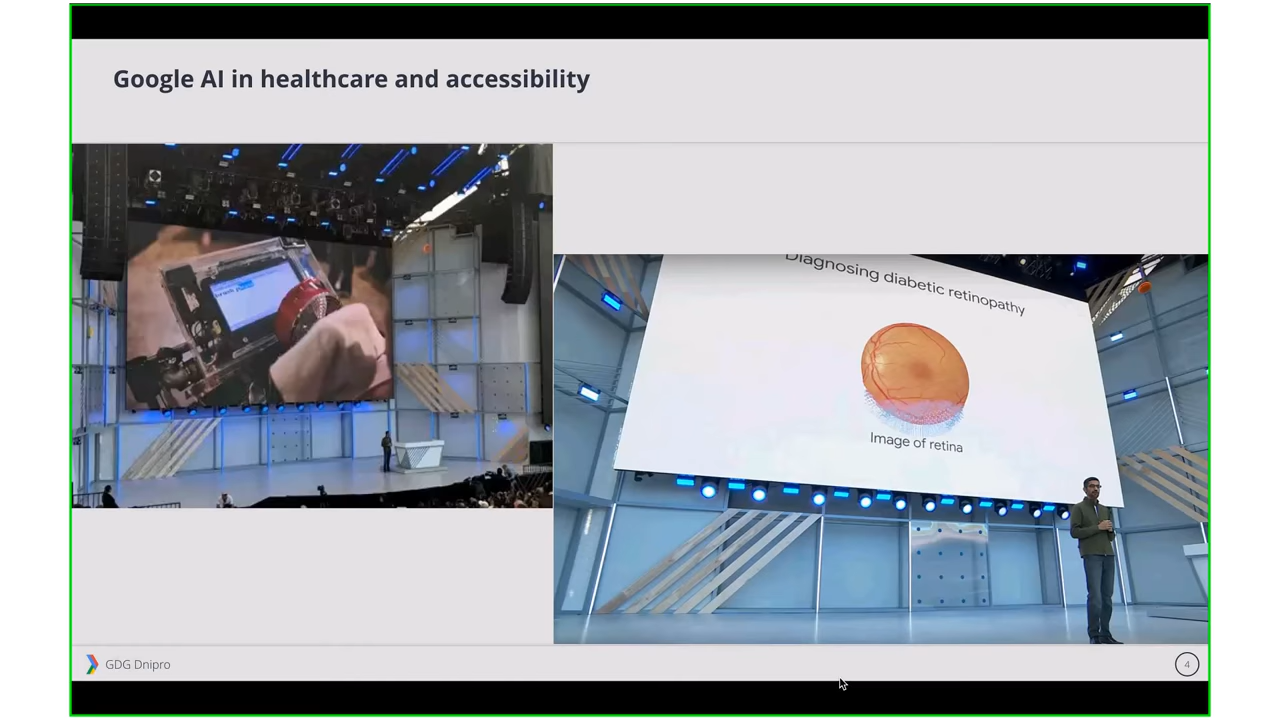 Google AI in healthcare and accessibility
Diagnosing diabetic retinopathy
Image of retina
GDG Dnipro
4